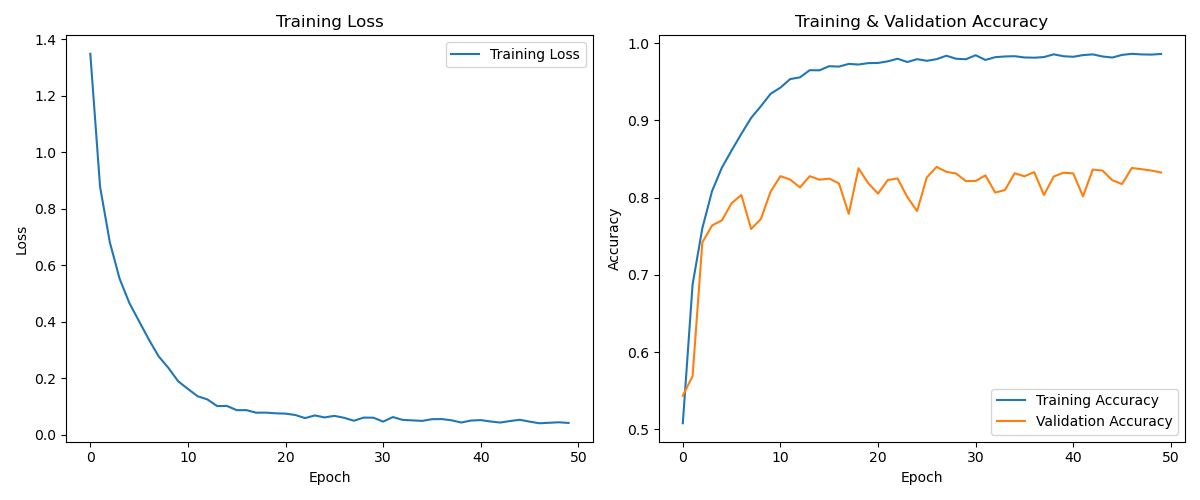 Training Loss
1.4
1.2
1.0
0.8
0.6
0.4
0.2
0.0
Loss
0 10 20 30 40 50
Epoch
Training Loss
Training & Validation Accuracy
1.0
0.9
0.8
0.7
0.6
0.5
Accuracy
0 10 20 30 40 50
Epoch
Training Accuracy
Validation Accuracy